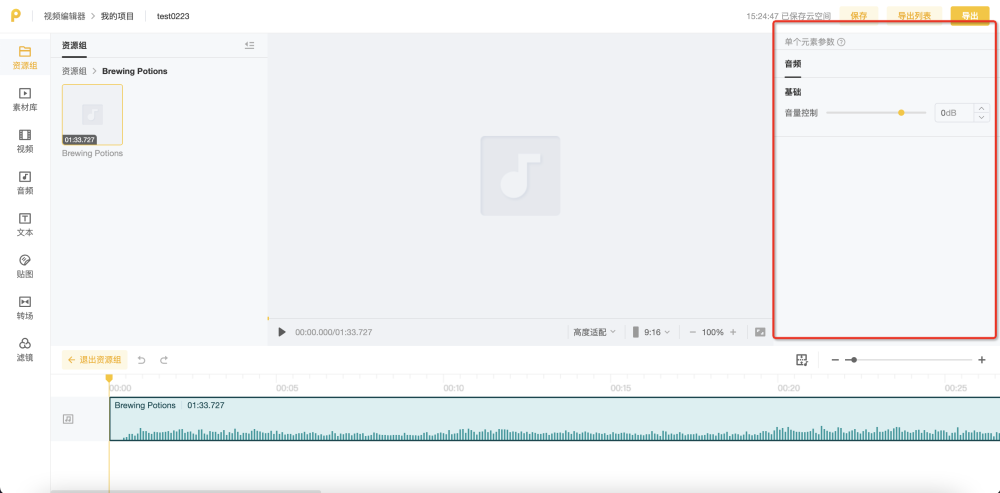 视频编辑器 > 我的项目 test0223
15:24:47 已保存云空间 保存 导出列表 导出
资源组
素材库
视频
音频
文本
贴图
转场
滤镜
资源组
资源组 > Brewing Potions
01:33.727
Brewing Potions
00:00.000/01:33.727 高度适配 9:16 100%
单个元素参数
音频
基础
音量控制 0dB
退出资源组
00:00 00:05 00:10 00:15 00:20 00:25
Brewing Potions 01:33.727